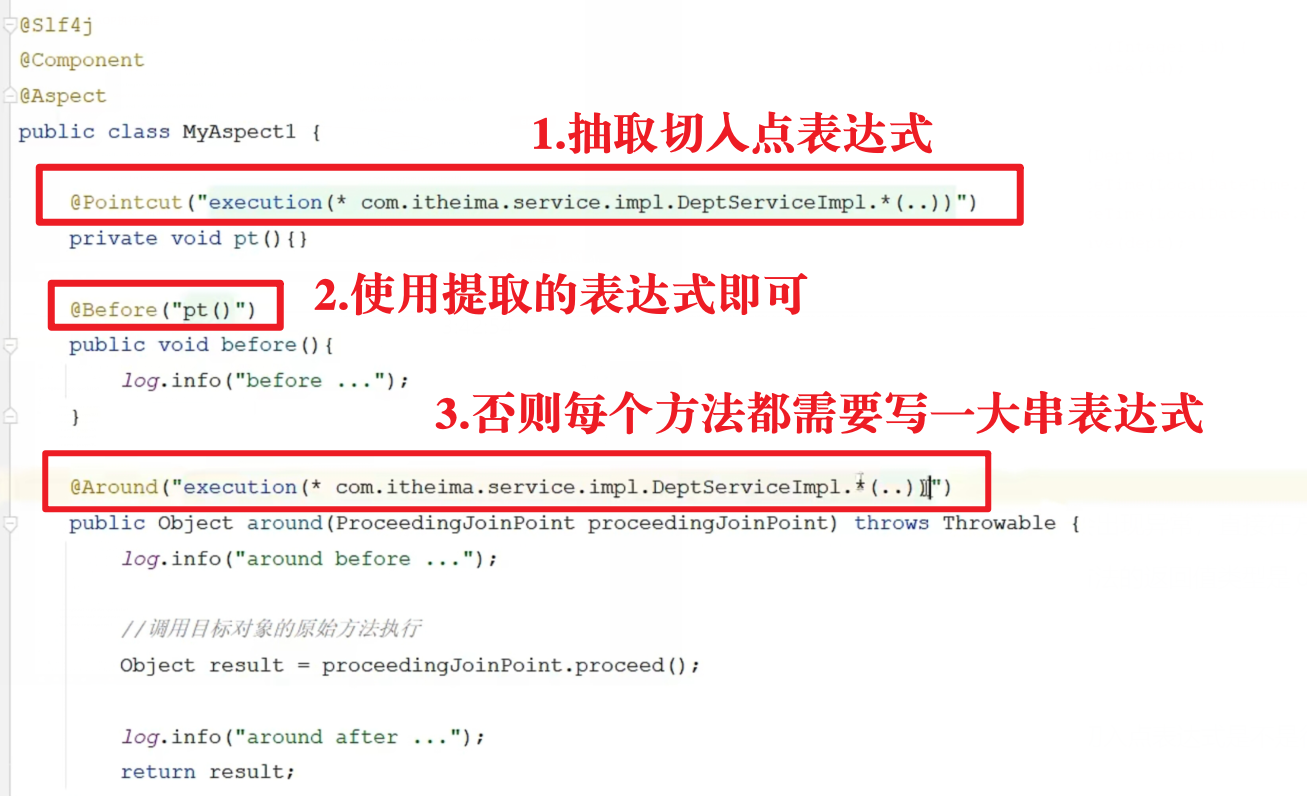 @Slf4j
@Component
@Aspect
public class MyAspect1 {
1.抽取切入点表达式
@Pointcut("execution(* com.itheima.service.impl.DeptServiceImpl.*(..))")
private void pt(){}
2.使用提取的表达式即可
@Before("pt()")
public void before(){
log.info("before ...");
}
3.否则每个方法都需要写一大串表达式
@Around("execution(* com.itheima.service.impl.DeptServiceImpl.*(..))")
public Object around(ProceedingJoinPoint proceedingJoinPoint) throws Throwable {
log.info("around before ...");
//调用目标对象的原始方法执行
Object result = proceedingJoinPoint.proceed();
log.info("around after ...");
return result;